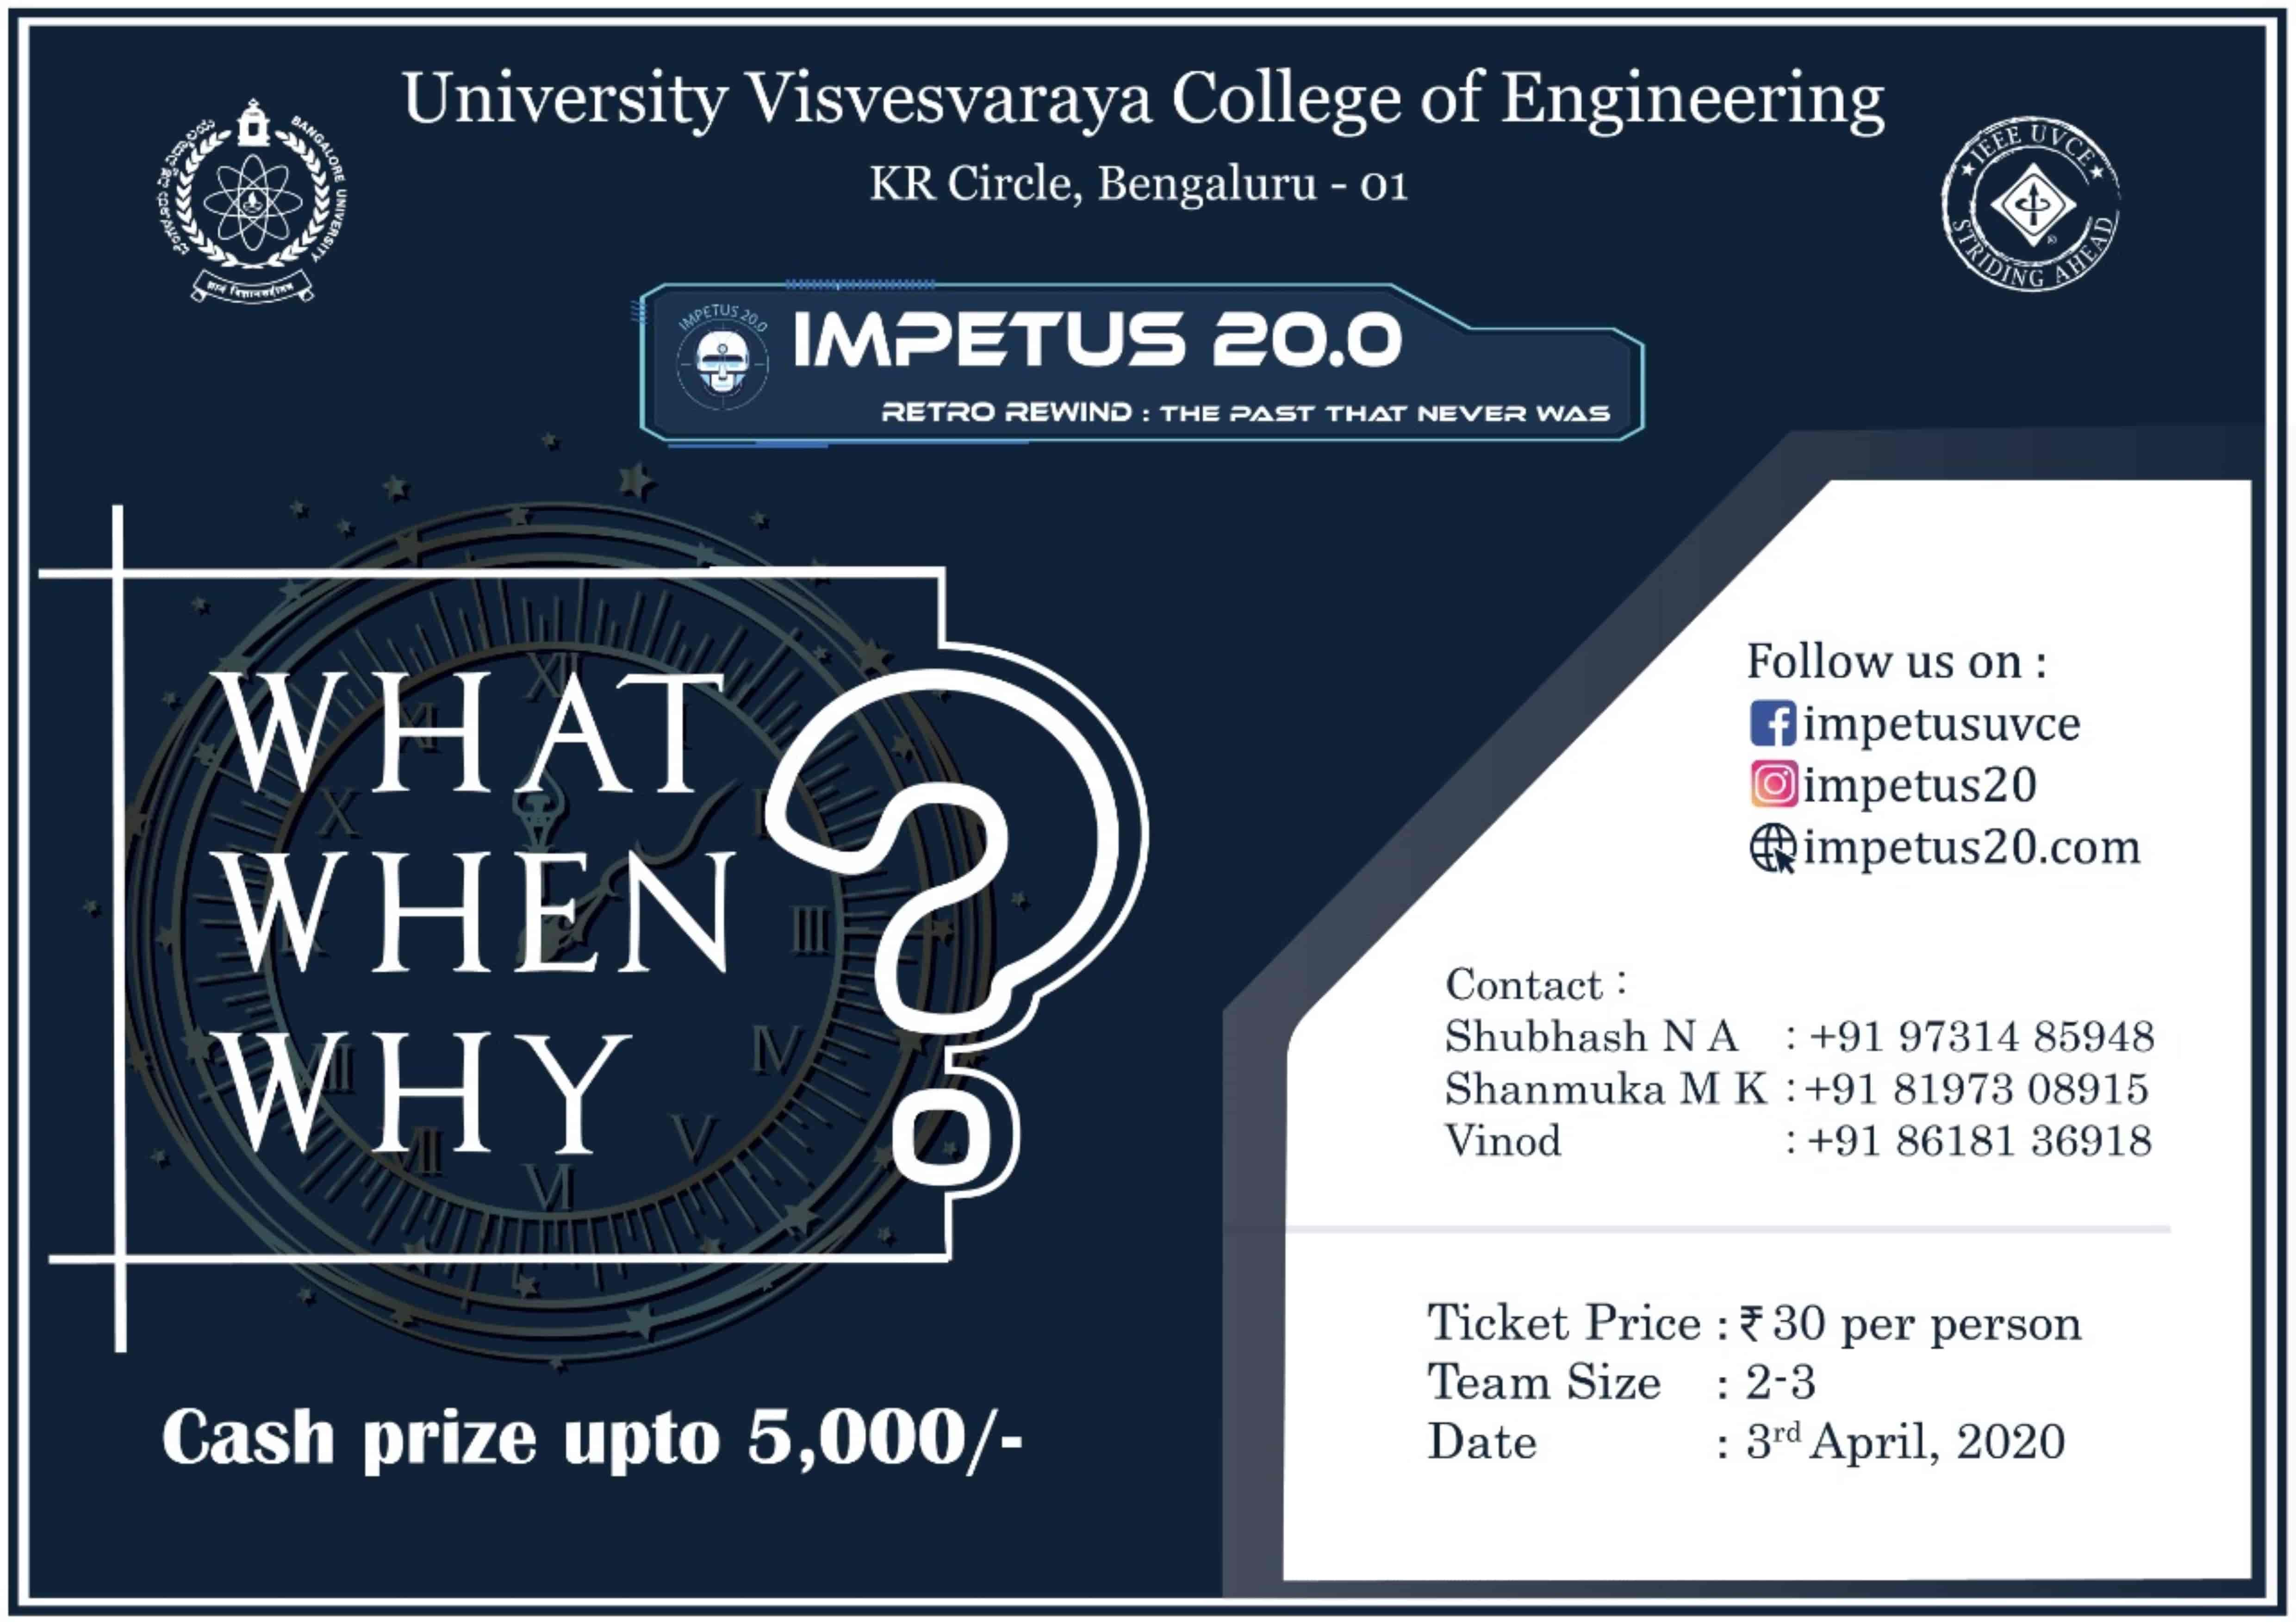 University Visvesvaraya College of Engineering
KR Circle, Bengaluru - 01
BANGALORE UNIVERSITY
IEEE UVCE
STRIDING AHEAD
IMPETUS 20.0
IMPETUS 20.0
RETRO REWIND : THE PAST THAT NEVER WAS
WHAT
WHEN
WHY
?
Cash prize upto 5,000/-
Follow us on :
impetusuvce
impetus20
impetus20.com
Contact :
Shubhash N A : +91 97314 85948
Shanmuka M K : +91 81973 08915
Vinod : +91 86181 36918
Ticket Price : ₹ 30 per person
Team Size : 2-3
Date : 3rd April, 2020